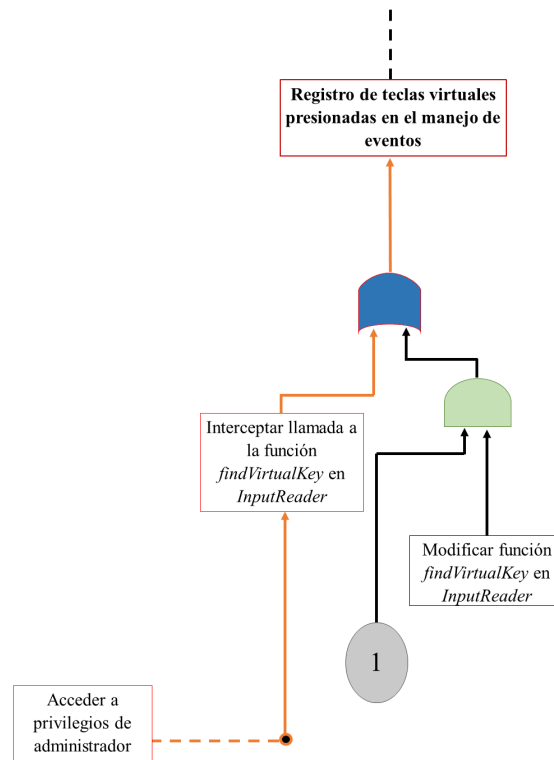 Registro de teclas virtuales
presionadas en el manejo de
eventos
Interceptar llamada a
la función
findVirtualKey en
InputReader
Modificar función
findVirtualKey en
InputReader
1
Acceder a
privilegios de
administrador